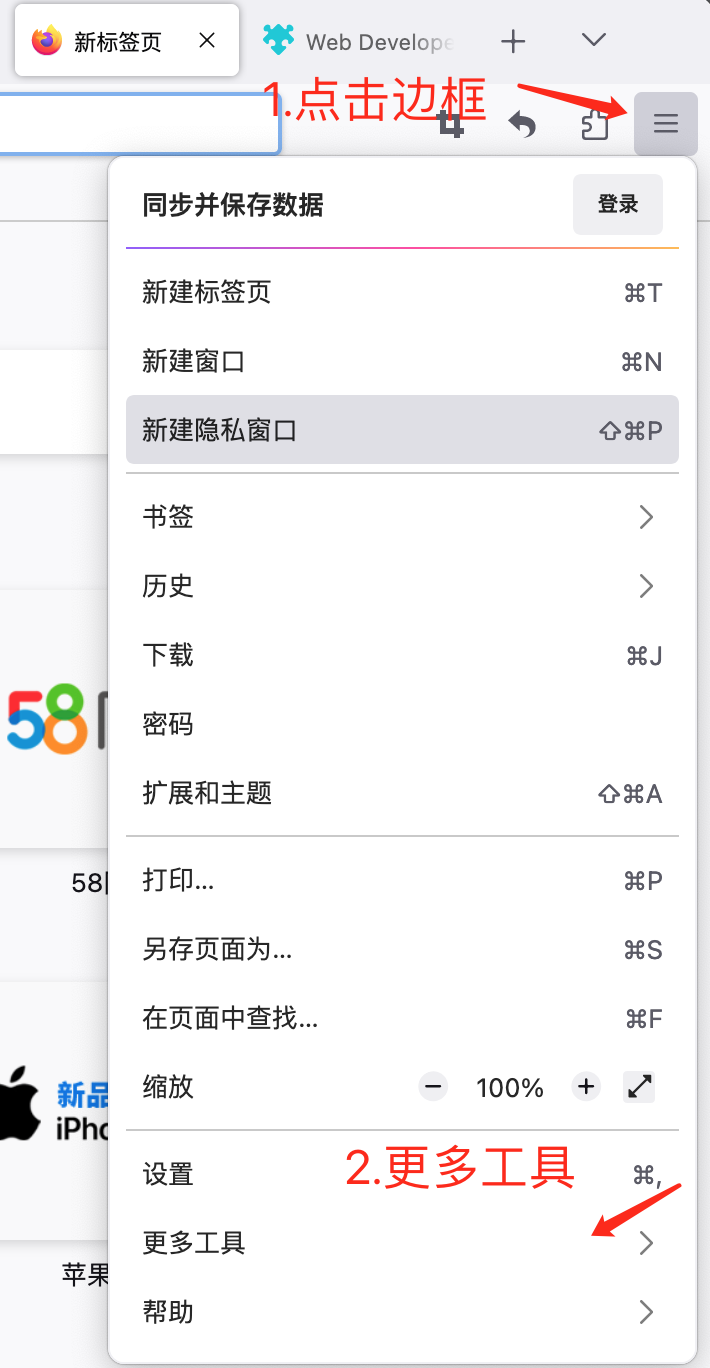 新标签页
Web Develope
1.点击边框
同步并保存数据 登录
新建标签页 ⌘T
新建窗口 ⌘N
新建隐私窗口 ⇧⌘P
书签
历史
下载 ⌘J
密码
扩展和主题 ⇧⌘A
打印... ⌘P
另存页面为... ⌘S
在页面中查找... ⌘F
缩放 − 100% +
2.更多工具
设置 ⌘,
更多工具
帮助
58
58
新品
iPho
苹果